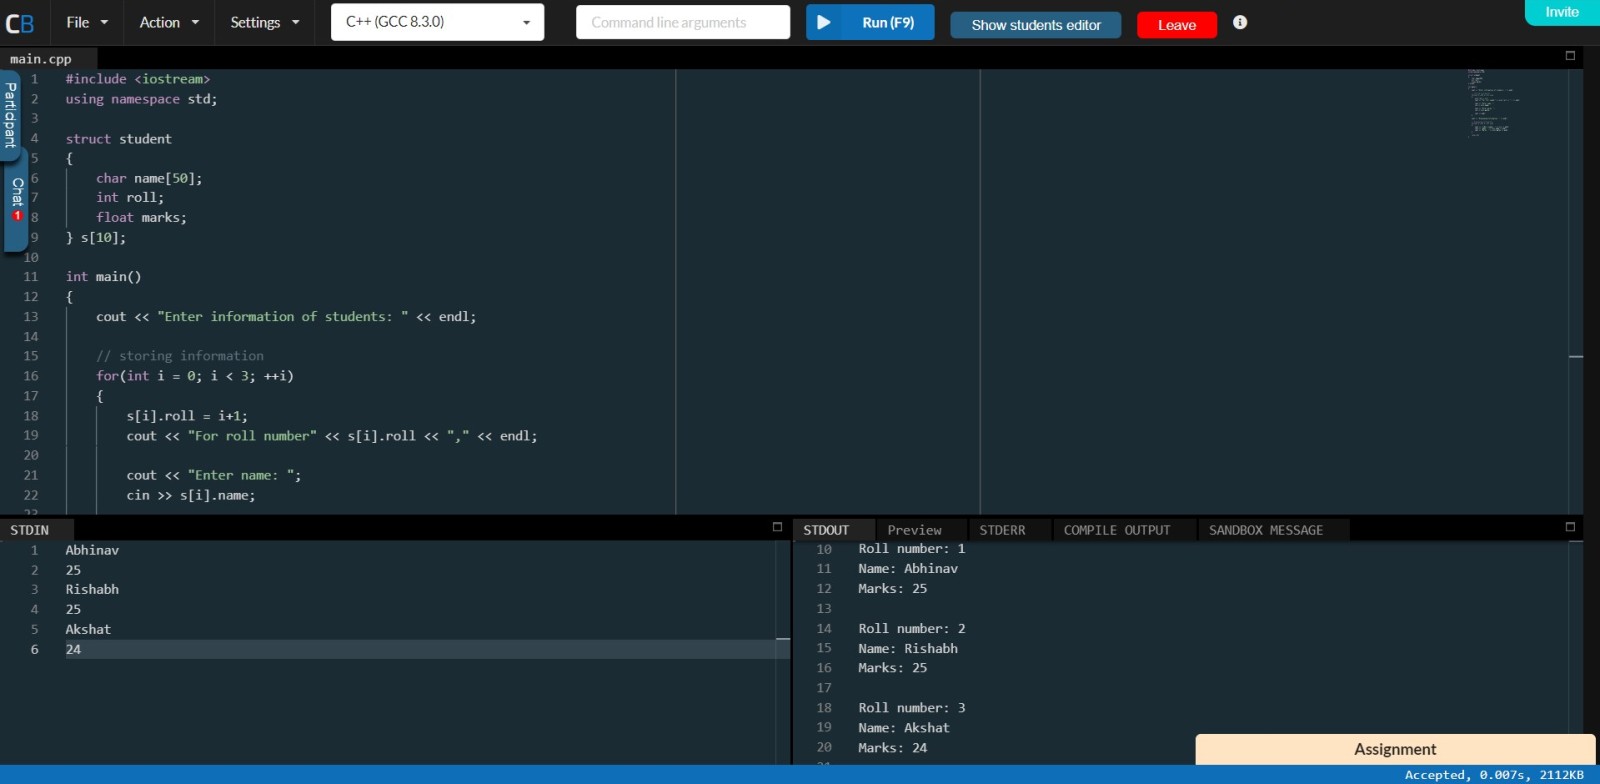 CB File Action Settings C++ (GCC 8.3.0) Command line arguments Run (F9) Show students editor Leave Invite
main.cpp
Participant
Chat 1
1 #include <iostream>
2 using namespace std;
3
4 struct student
5 {
6 char name[50];
7 int roll;
8 float marks;
9 } s[10];
10
11 int main()
12 {
13 cout << "Enter information of students: " << endl;
14
15 // storing information
16 for(int i = 0; i < 3; ++i)
17 {
18 s[i].roll = i+1;
19 cout << "For roll number" << s[i].roll << "," << endl;
20
21 cout << "Enter name: ";
22 cin >> s[i].name;
23
STDIN
1 Abhinav
2 25
3 Rishabh
4 25
5 Akshat
6 24
STDOUT Preview STDERR COMPILE OUTPUT SANDBOX MESSAGE
10 Roll number: 1
11 Name: Abhinav
12 Marks: 25
13
14 Roll number: 2
15 Name: Rishabh
16 Marks: 25
17
18 Roll number: 3
19 Name: Akshat
20 Marks: 24
Assignment
Accepted, 0.007s, 2112KB